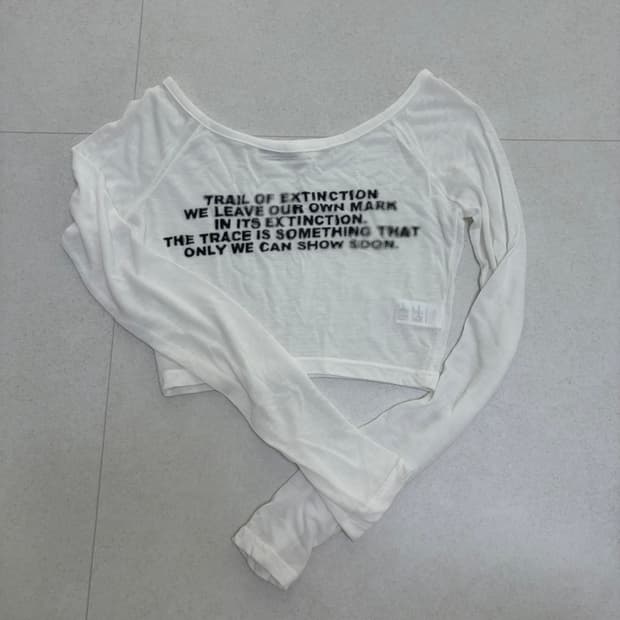 TRAIL OF EXTINCTION
WE LEAVE OUR OWN MARK
IN ITS EXTINCTION.
THE TRACE IS SOMETHING THAT
ONLY WE CAN SHOW SOON.